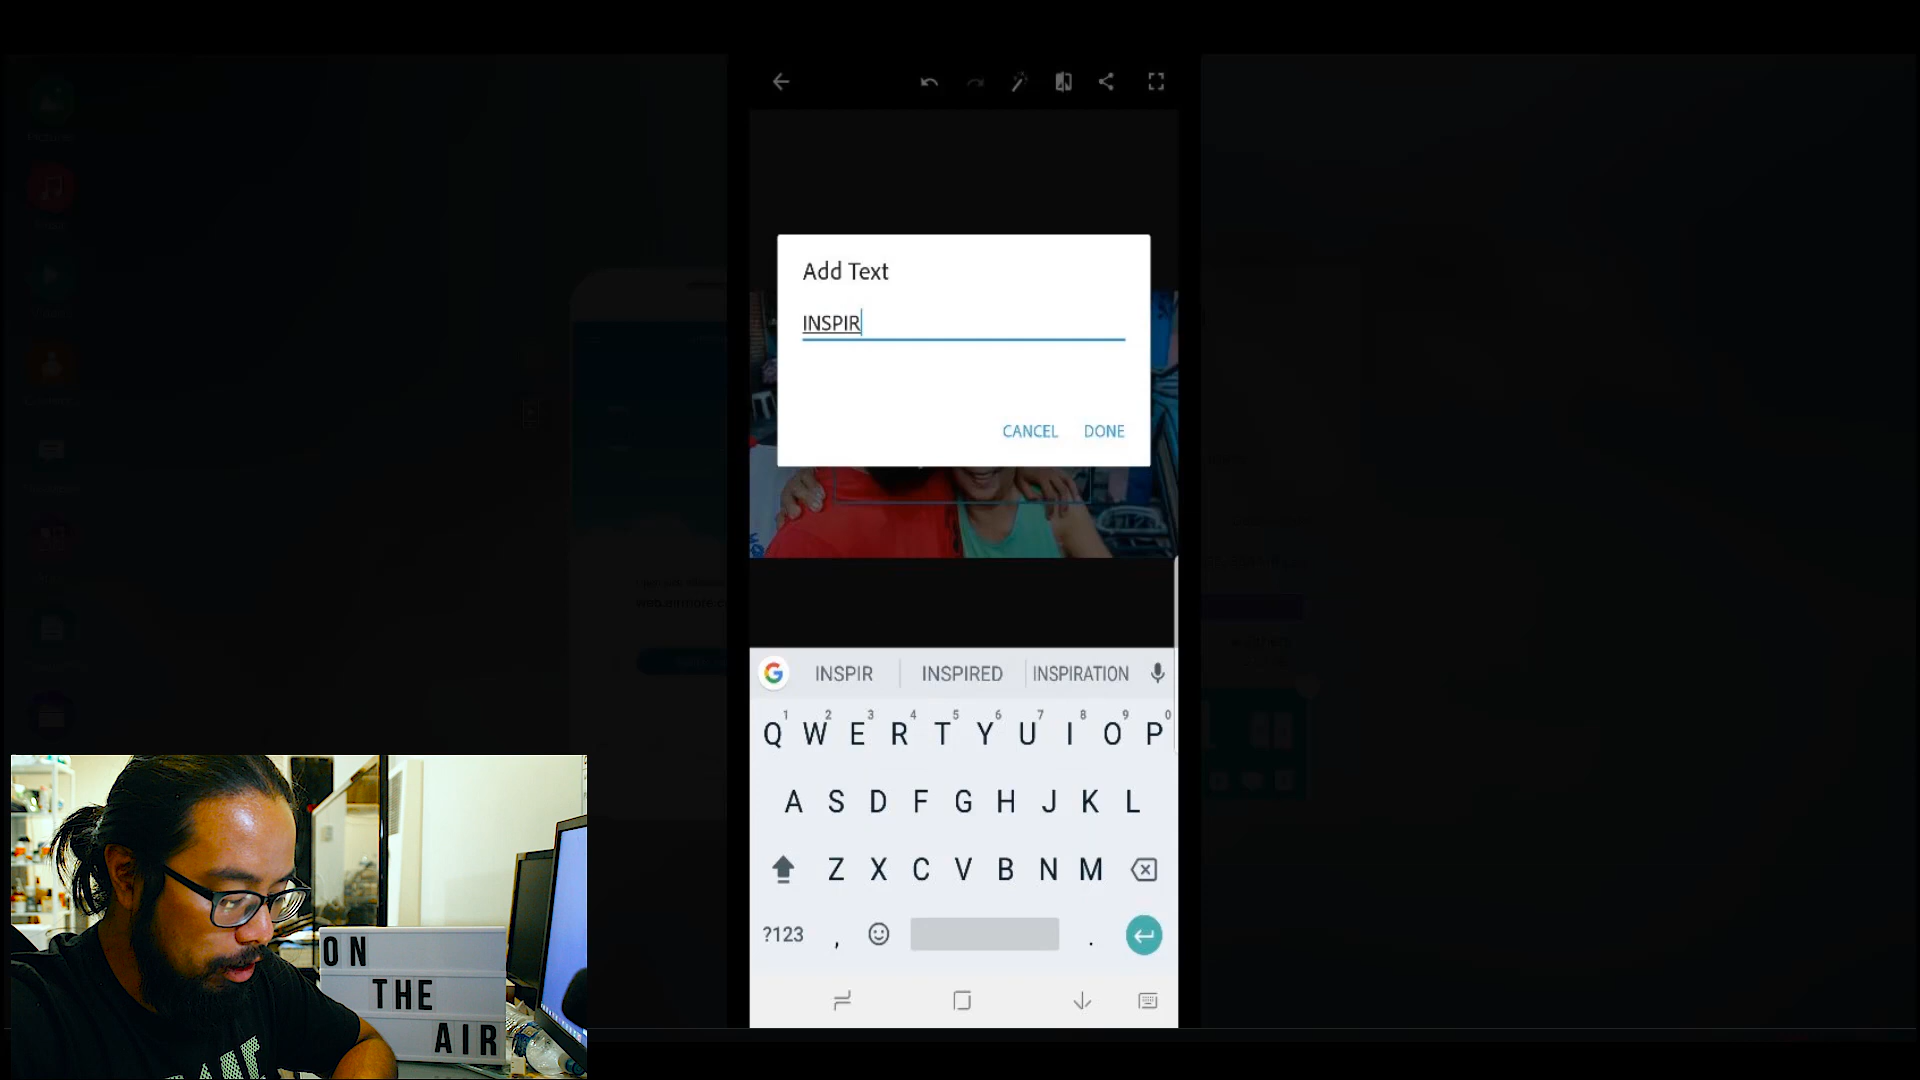 Add Text
INSPIR
CANCEL DONE
INSPIR INSPIRED INSPIRATION
1 2 3 4 5 6 7 8 9 0
Q W E R T Y U I O P
A S D F G H J K L
Z X C V B N M
?123 , .
ON
THE
AIR